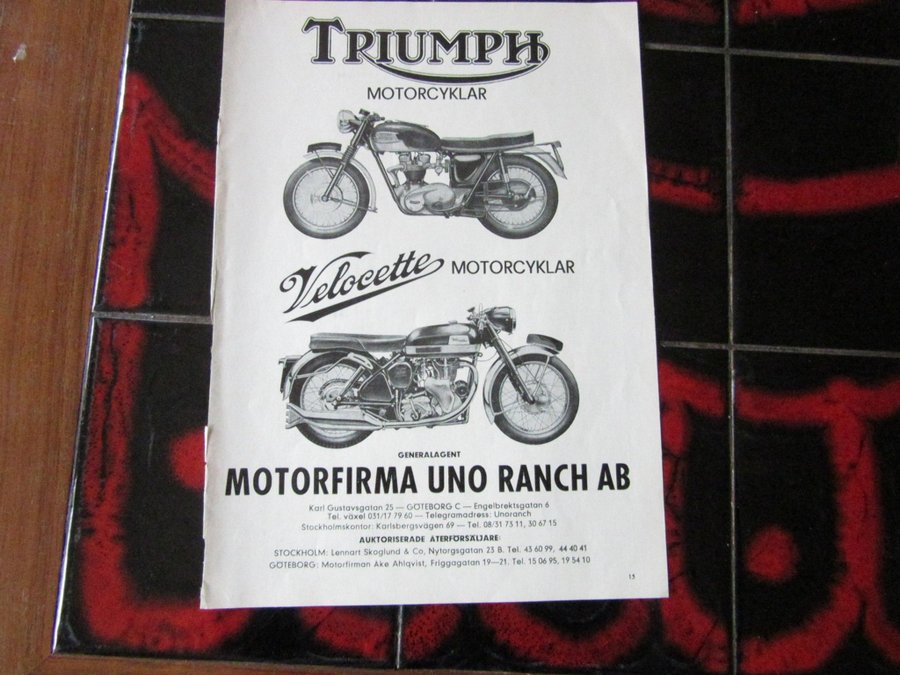 TRIUMPH
MOTORCYKLAR
Velocette MOTORCYKLAR
GENERALAGENT
MOTORFIRMA UNO RANCH AB
Karl Gustavsgatan 25 — GÖTEBORG C — Engelbrektsgatan 6
Tel. växel 031/17 79 60 — Telegramadress: Unoranch
Stockholmskontor: Karlsbergsvägen 69 — Tel. 08/31 73 11, 30 67 15
AUKTORISERADE ÅTERFÖRSÄLJARE:
STOCKHOLM: Lennart Skoglund & Co, Nytorgsgatan 23 B. Tel. 43 60 99, 44 40 41
GÖTEBORG: Motorfirman Åke Ahlqvist, Friggagatan 19—21. Tel. 15 06 95, 19 54 10
15